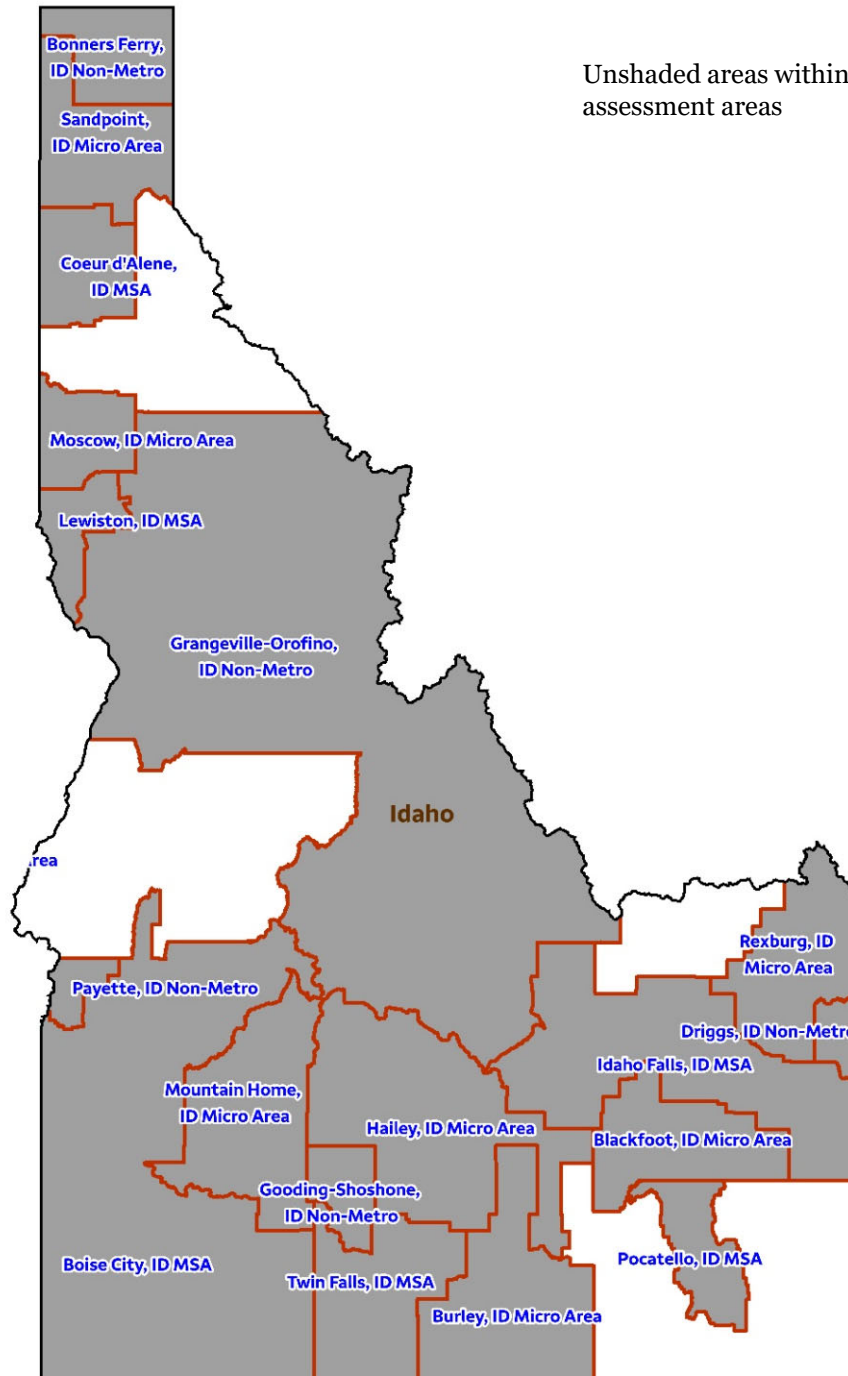 Bonners Ferry,
ID Non-Metro
Unshaded areas within
assessment areas
Sandpoint,
ID Micro Area
Coeur d'Alene,
ID MSA
Moscow, ID Micro Area
Lewiston, ID MSA
Grangeville-Orofino,
ID Non-Metro
Idaho
rea
Rexburg, ID
Micro Area
Payette, ID Non-Metro
Driggs, ID Non-Metro
Idaho Falls, ID MSA
Mountain Home,
ID Micro Area
Hailey, ID Micro Area
Blackfoot, ID Micro Area
Gooding-Shoshone,
ID Non-Metro
Boise City, ID MSA
Pocatello, ID MSA
Twin Falls, ID MSA
Burley, ID Micro Area